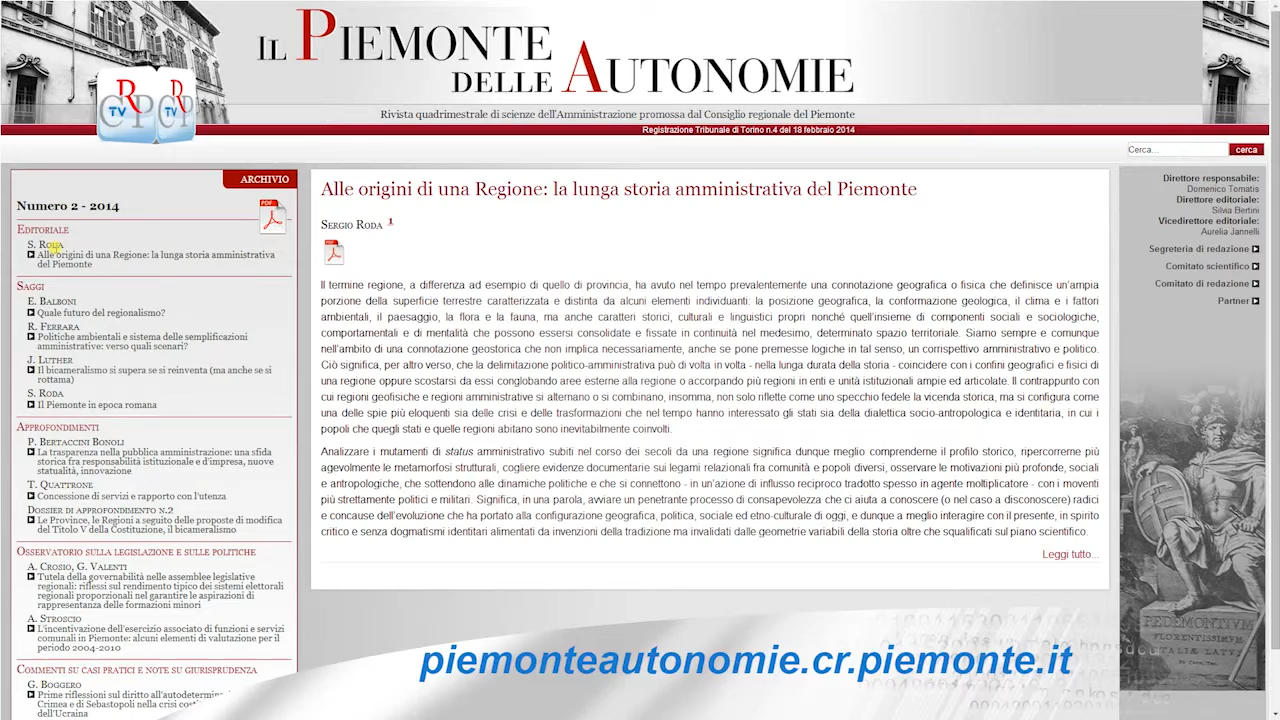 IL PIEMONTE
DELLE AUTONOMIE
Rivista quadrimestrale di scienze dell'Amministrazione promossa dal Consiglio regionale del Piemonte
Registrazione Tribunale di Torino n.4 del 18 febbraio 2014
CRP TV CRP TV
Cerca... cerca
ARCHIVIO
Numero 2 - 2014
PDF
EDITORIALE
S. RODA
Alle origini di una Regione: la lunga storia amministrativa
del Piemonte
SAGGI
E. BALBONI
Quale futuro del regionalismo?
R. FERRARA
Politiche ambientali e sistema delle semplificazioni
amministrative: verso quali scenari?
J. LUTHER
Il bicameralismo si supera se si reinventa (ma anche se si
rottama)
S. RODA
Il Piemonte in epoca romana
APPROFONDIMENTI
P. BERTACCINI BONOLI
La trasparenza nella pubblica amministrazione: una sfida
storica fra responsabilità istituzionale e d'impresa, nuove
statualità, innovazione
T. QUATTRONE
Concessione di servizi e rapporto con l'utenza
DOSSIER DI APPROFONDIMENTO N.2
Le Province, le Regioni a seguito delle proposte di modifica
del Titolo V della Costituzione, il bicameralismo
OSSERVATORIO SULLA LEGISLAZIONE E SULLE POLITICHE
A. CROSIO, G. VALENTI
Tutela della governabilità nelle assemblee legislative
regionali: riflessi sul rendimento tipico dei sistemi elettorali
regionali proporzionali nel garantire le aspirazioni di
rappresentanza delle formazioni minori
A. STROSCIO
L'incentivazione dell'esercizio associato di funzioni e servizi
comunali in Piemonte: alcuni elementi di valutazione per il
periodo 2004-2010
COMMENTI SU CASI PRATICI E NOTE SU GIURISPRUDENZA
G. BOGGERO
Prime riflessioni sul diritto all'autodetermina
Crimea e di Sebastopoli nella crisi
dell'Ucraina
Alle origini di una Regione: la lunga storia amministrativa del Piemonte
SERGIO RODA 1
PDF
Il termine regione, a differenza ad esempio di quello di provincia, ha avuto nel tempo prevalentemente una connotazione geografica o fisica che definisce un'ampia
porzione della superficie terrestre caratterizzata e distinta da alcuni elementi individuanti: la posizione geografica, la conformazione geologica, il clima e i fattori
ambientali, il paesaggio, la flora e la fauna, ma anche caratteri storici, culturali e linguistici propri nonché quell'insieme di componenti sociali e sociologiche,
comportamentali e di mentalità che possono essersi consolidate e fissate in continuità nel medesimo, determinato spazio territoriale. Siamo sempre e comunque
nell'ambito di una connotazione geostorica che non implica necessariamente, anche se pone premesse logiche in tal senso, un corrispettivo amministrativo e politico.
Ciò significa, per altro verso, che la delimitazione politico-amministrativa può di volta in volta - nella lunga durata della storia - coincidere con i confini geografici e fisici di
una regione oppure scostarsi da essi conglobando aree esterne alla regione o accorpando più regioni in enti e unità istituzionali ampie ed articolate. Il contrappunto con
cui regioni geofisiche e regioni amministrative si alternano o si combinano, insomma, non solo riflette come uno specchio fedele la vicenda storica, ma si configura come
una delle spie più eloquenti sia delle crisi e delle trasformazioni che nel tempo hanno interessato gli stati sia della dialettica socio-antropologica e identitaria, in cui i
popoli che quegli stati e quelle regioni abitano sono inevitabilmente coinvolti.
Analizzare i mutamenti di status amministrativo subiti nel corso dei secoli da una regione significa dunque meglio comprenderne il profilo storico, ripercorrerne più
agevolmente le metamorfosi strutturali, cogliere evidenze documentarie sui legami relazionali fra comunità e popoli diversi, osservare le motivazioni più profonde, sociali
e antropologiche, che sottendono alle dinamiche politiche e che si connettono - in un'azione di influsso reciproco tradotto spesso in agente moltiplicatore - con i moventi
più strettamente politici e militari. Significa, in una parola, avviare un penetrante processo di consapevolezza che ci aiuta a conoscere (o nel caso a disconoscere) radici
e concause dell'evoluzione che ha portato alla configurazione geografica, politica, sociale ed etno-culturale di oggi, e dunque a meglio interagire con il presente, in spirito
critico e senza dogmatismi identitari alimentati da invenzioni della tradizione ma invalidati dalle geometrie variabili della storia oltre che squalificati sul piano scientifico.
Leggi tutto...
Direttore responsabile:
Domenico Tomatis
Direttore editoriale:
Silvia Bertini
Vicedirettore editoriale:
Aurelia Jannelli
Segreteria di redazione
Comitato scientifico
Comitato di redazione
Partner
PEDEMONTIVM
FLORENTISSIMVM
ITALIÆ LATVS
piemonteautonomie.cr.piemonte.it